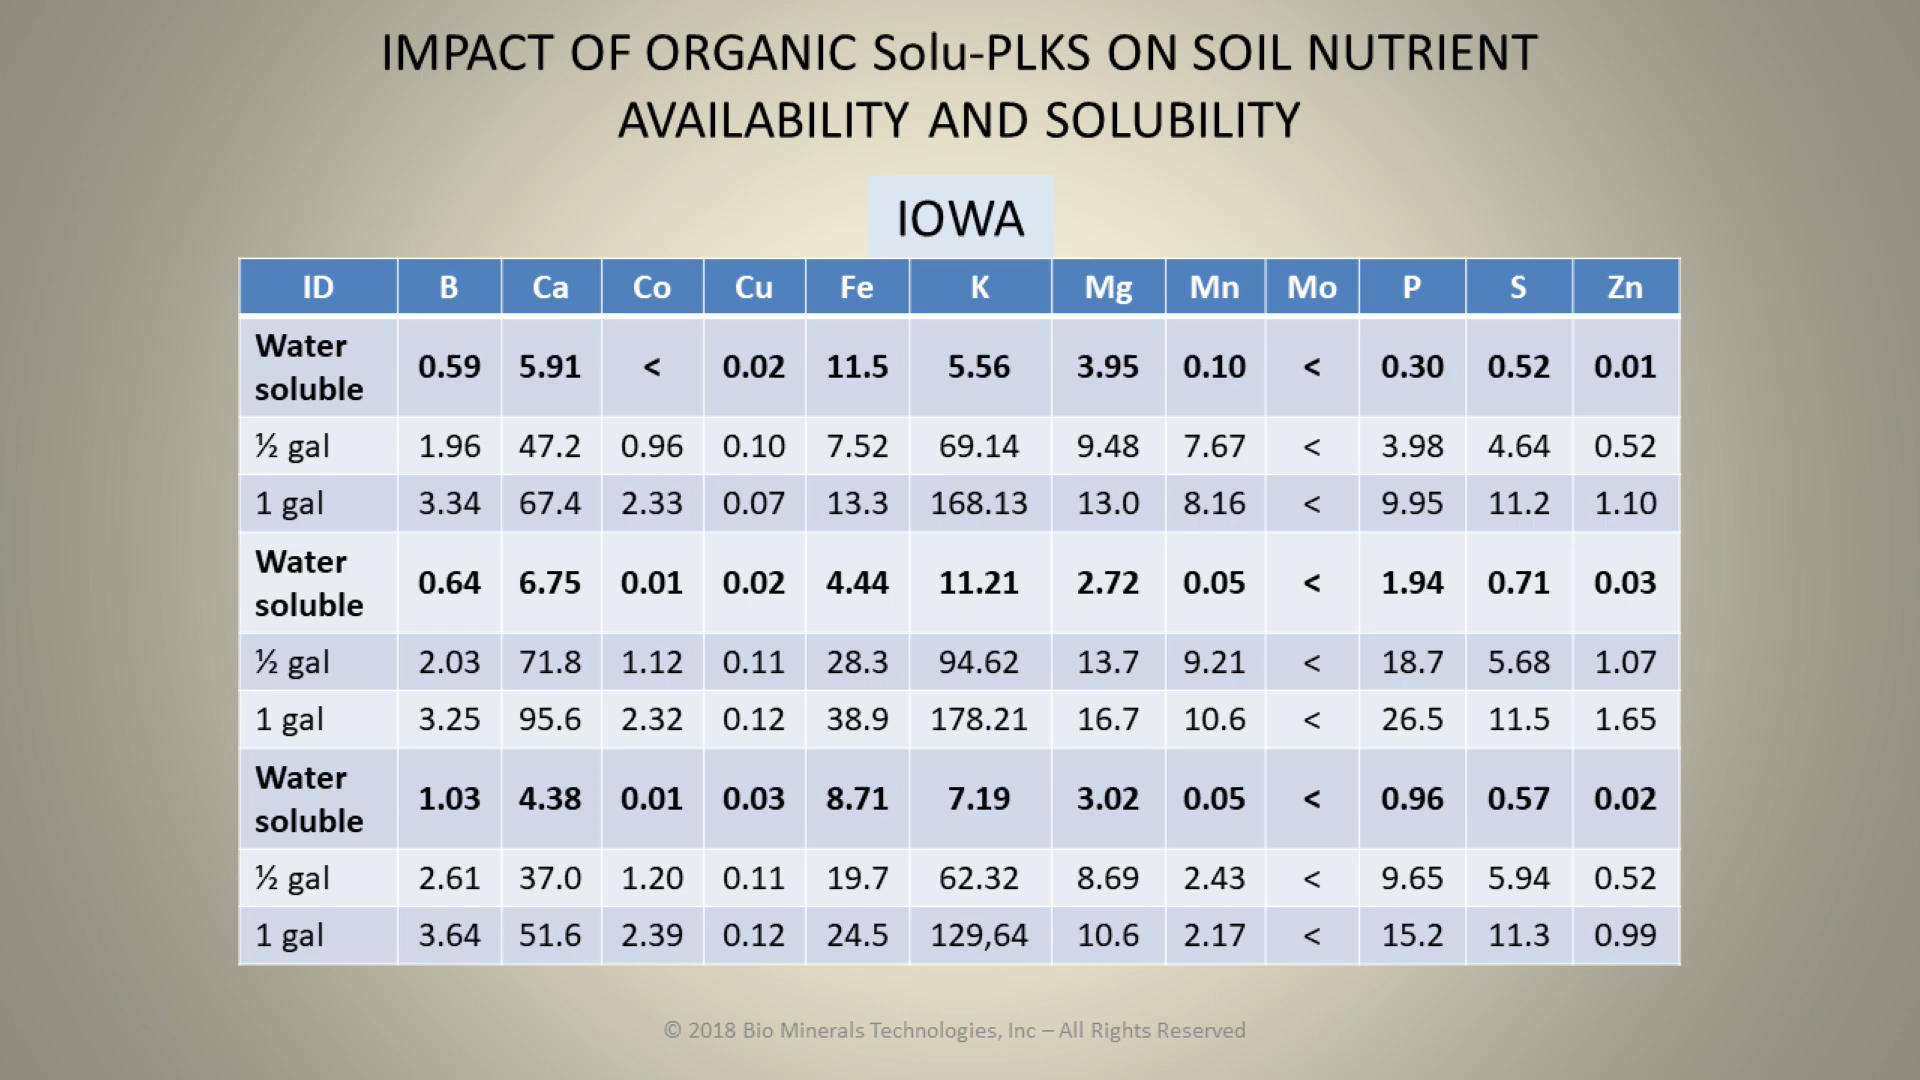 IMPACT OF ORGANIC Solu-PLKS ON SOIL NUTRIENT
AVAILABILITY AND SOLUBILITY
IOWA
ID B Ca Co Cu Fe K Mg Mn Mo P S Zn
Water soluble 0.59 5.91 < 0.02 11.5 5.56 3.95 0.10 < 0.30 0.52 0.01
½ gal 1.96 47.2 0.96 0.10 7.52 69.14 9.48 7.67 < 3.98 4.64 0.52
1 gal 3.34 67.4 2.33 0.07 13.3 168.13 13.0 8.16 < 9.95 11.2 1.10
Water soluble 0.64 6.75 0.01 0.02 4.44 11.21 2.72 0.05 < 1.94 0.71 0.03
½ gal 2.03 71.8 1.12 0.11 28.3 94.62 13.7 9.21 < 18.7 5.68 1.07
1 gal 3.25 95.6 2.32 0.12 38.9 178.21 16.7 10.6 < 26.5 11.5 1.65
Water soluble 1.03 4.38 0.01 0.03 8.71 7.19 3.02 0.05 < 0.96 0.57 0.02
½ gal 2.61 37.0 1.20 0.11 19.7 62.32 8.69 2.43 < 9.65 5.94 0.52
1 gal 3.64 51.6 2.39 0.12 24.5 129,64 10.6 2.17 < 15.2 11.3 0.99
© 2018 Bio Minerals Technologies, Inc – All Rights Reserved